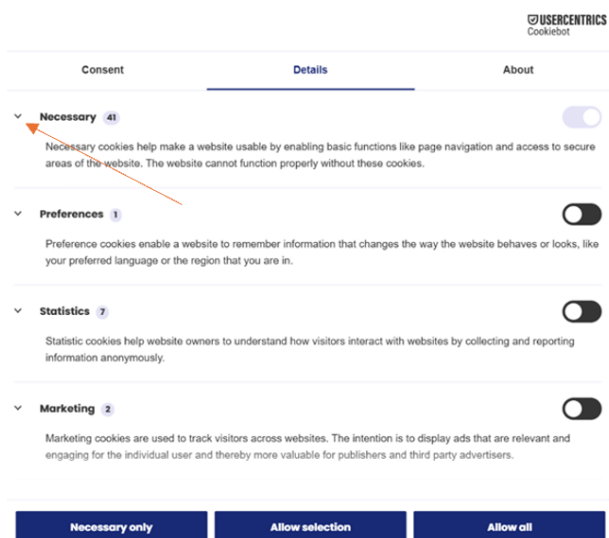 USERCENTRICS
Cookiebot
Consent Details About
Necessary 41
Necessary cookies help make a website usable by enabling basic functions like page navigation and access to secure
areas of the website. The website cannot function properly without these cookies.
Preferences 1
Preference cookies enable a website to remember information that changes the way the website behaves or looks, like
your preferred language or the region that you are in.
Statistics 7
Statistic cookies help website owners to understand how visitors interact with websites by collecting and reporting
information anonymously.
Marketing 2
Marketing cookies are used to track visitors across websites. The intention is to display ads that are relevant and
engaging for the individual user and thereby more valuable for publishers and third party advertisers.
Necessary only Allow selection Allow all